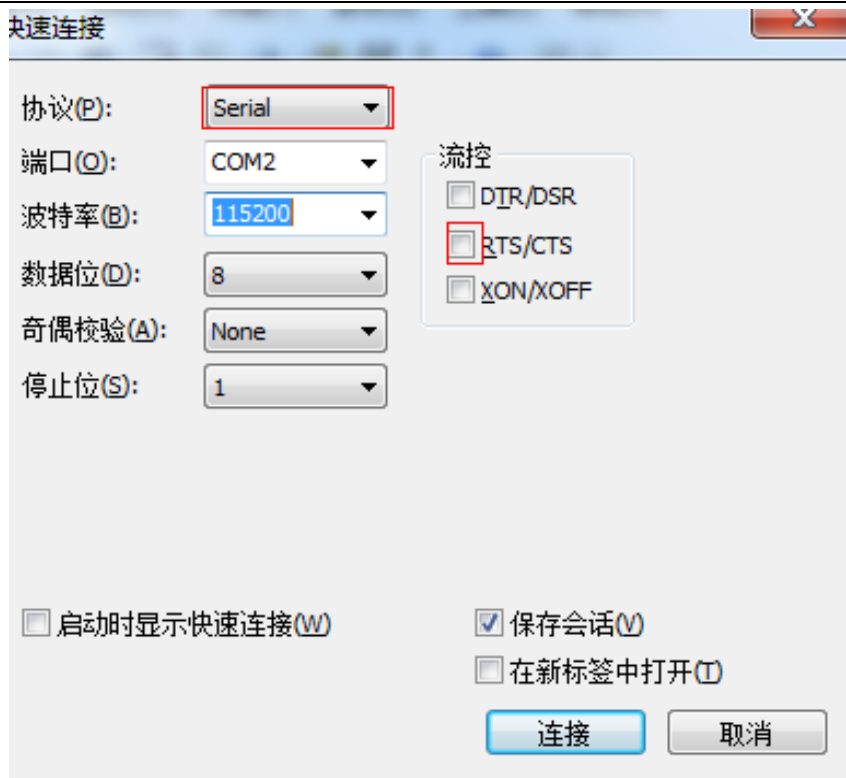 快速连接
协议(P): Serial
端口(O): COM2
波特率(B): 115200
数据位(D): 8
奇偶校验(A): None
停止位(S): 1
流控
DTR/DSR
RTS/CTS
XON/XOFF
启动时显示快速连接(W)
保存会话(V)
在新标签中打开(T)
连接
取消